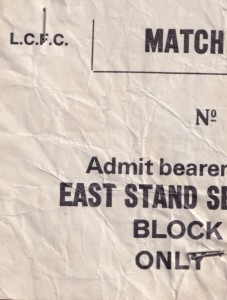 L.C.F.C.
MATCH
Nº
Admit bearer
EAST STAND SE
BLOCK
ONLY